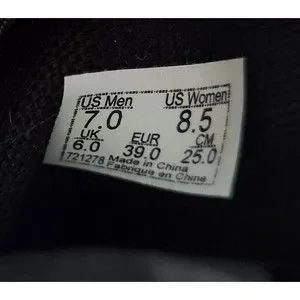 US Men US Women
7.0 8.5
UK EUR CM
6.0 39.0 25.0
721278 Made in China
Fabriqué en Chine